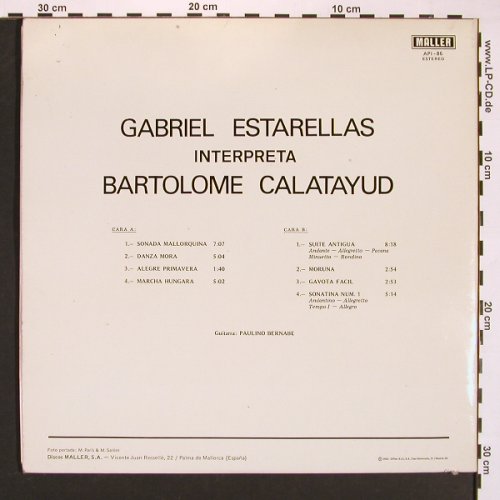 30 cm
20 cm
10 cm
www.LP-CD.de
MALLER
API-86
ESTEREO
GABRIEL ESTARELLAS
INTERPRETA
BARTOLOME CALATAYUD
CARA A:
1.— SONADA MALLORQUINA 7:07
2.— DANZA MORA 5:04
3.— ALEGRE PRIMAVERA 1:40
4.— MARCHA HUNGARA 5:02
CARA B:
1.— SUITE ANTIGUA 8:38
Andante — Allegretto — Pavana
Minuetto — Rondino
2.— MORUNA 2:54
3.— GAVOTA FACIL 2:53
4.— SONATINA NUM. 1 5:14
Andantino — Allegretto
Tempo I — Allegro
Guitarra: PAULINO BERNABE
Foto portada: M. París & M. Seiler
Discos MALLER, S.A. — Vicente Juan Rosselló, 22 / Palma de Mallorca (España)
10 cm
20 cm
30 cm